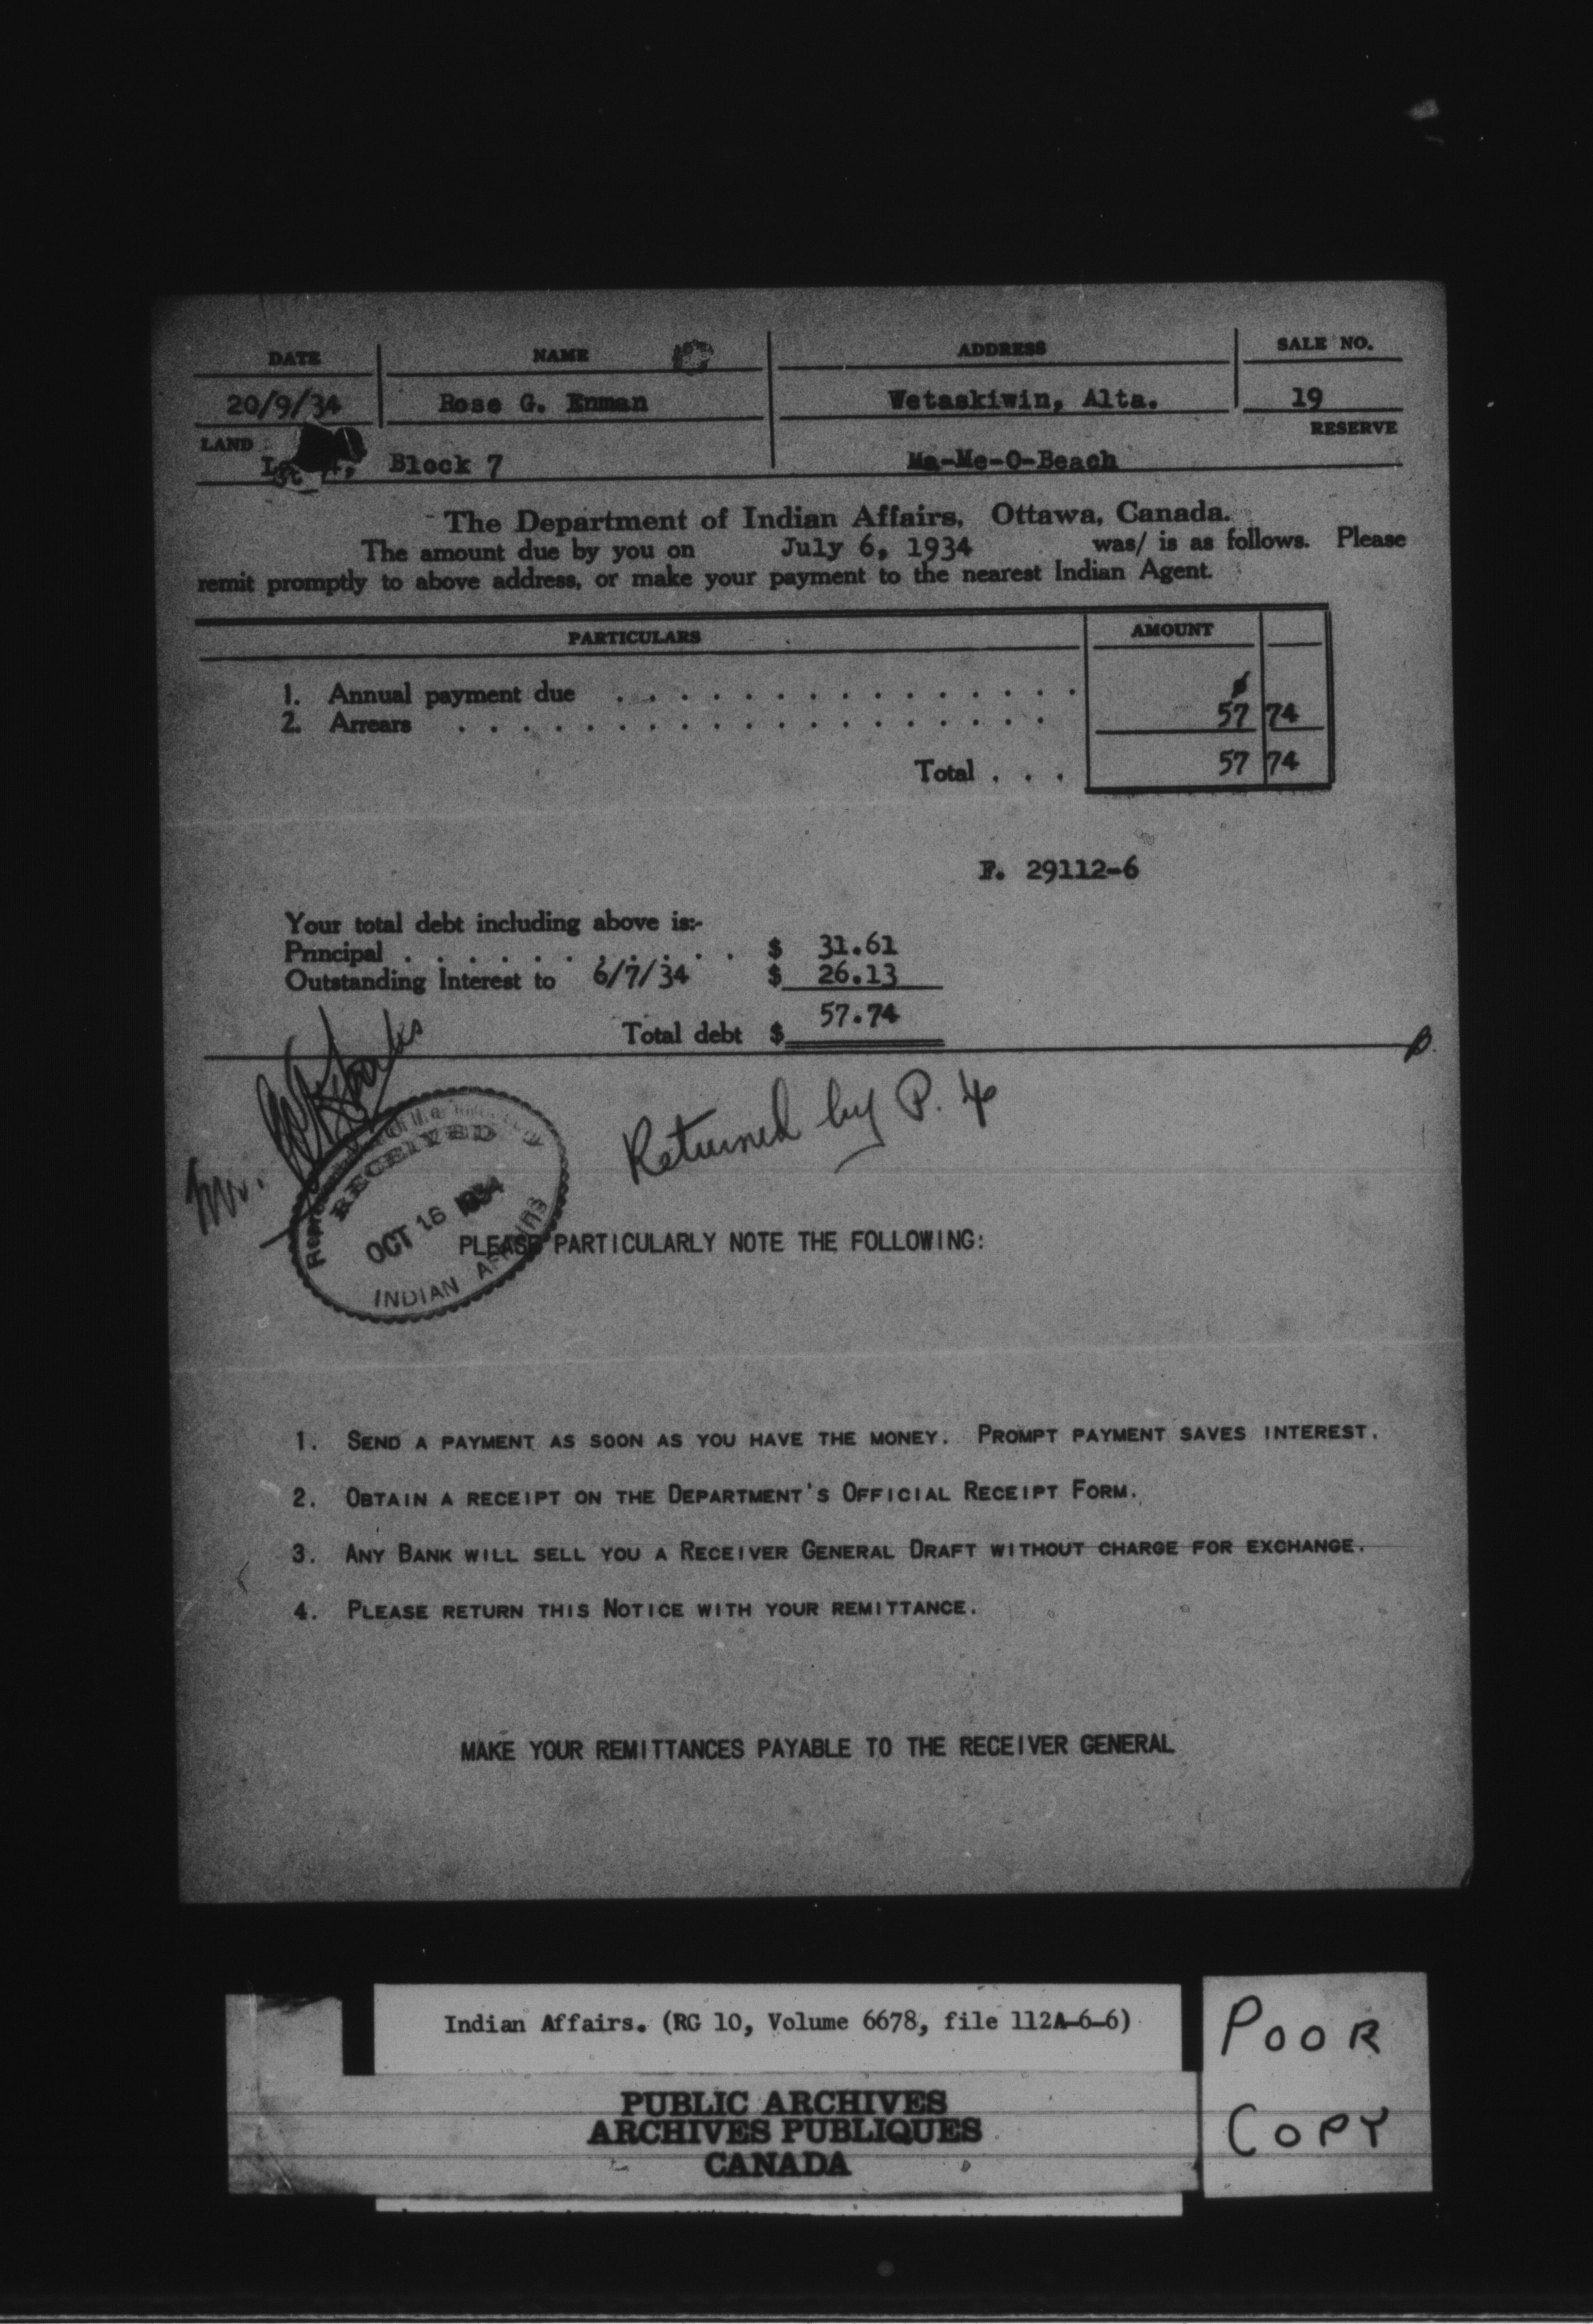 DATE NAME ADDRESS SALE NO.
20/9/34 Rose G. Enman Wetaskiwin, Alta. 19
LAND RESERVE
Block 7 Ma-Me-O-Beach
The Department of Indian Affairs, Ottawa, Canada.
The amount due by you on July 6, 1934 was/ is as follows. Please
remit promptly to above address, or make your payment to the nearest Indian Agent.
PARTICULARS AMOUNT
1. Annual payment due . . . . . . . . . . . . . . .
2. Arrears . . . . . . . . . . . . . . . . . . . 57 74
Total . . . 57 74
F. 29112-6
Your total debt including above is:-
Principal . . . . . . . . . . . $ 31.61
Outstanding Interest to 6/7/34 $ 26.13
Total debt $ 57.74
Mr.
Returned by P. 4
RECEIVED
OCT 16 1934
INDIAN AFFAIRS
PLEASE PARTICULARLY NOTE THE FOLLOWING:
1. SEND A PAYMENT AS SOON AS YOU HAVE THE MONEY. PROMPT PAYMENT SAVES INTEREST.
2. OBTAIN A RECEIPT ON THE DEPARTMENT'S OFFICIAL RECEIPT FORM.
3. ANY BANK WILL SELL YOU A RECEIVER GENERAL DRAFT WITHOUT CHARGE FOR EXCHANGE.
4. PLEASE RETURN THIS NOTICE WITH YOUR REMITTANCE.
MAKE YOUR REMITTANCES PAYABLE TO THE RECEIVER GENERAL
Indian Affairs. (RG 10, Volume 6678, file 112A-6-6)
PUBLIC ARCHIVES
ARCHIVES PUBLIQUES
CANADA
POOR
COPY